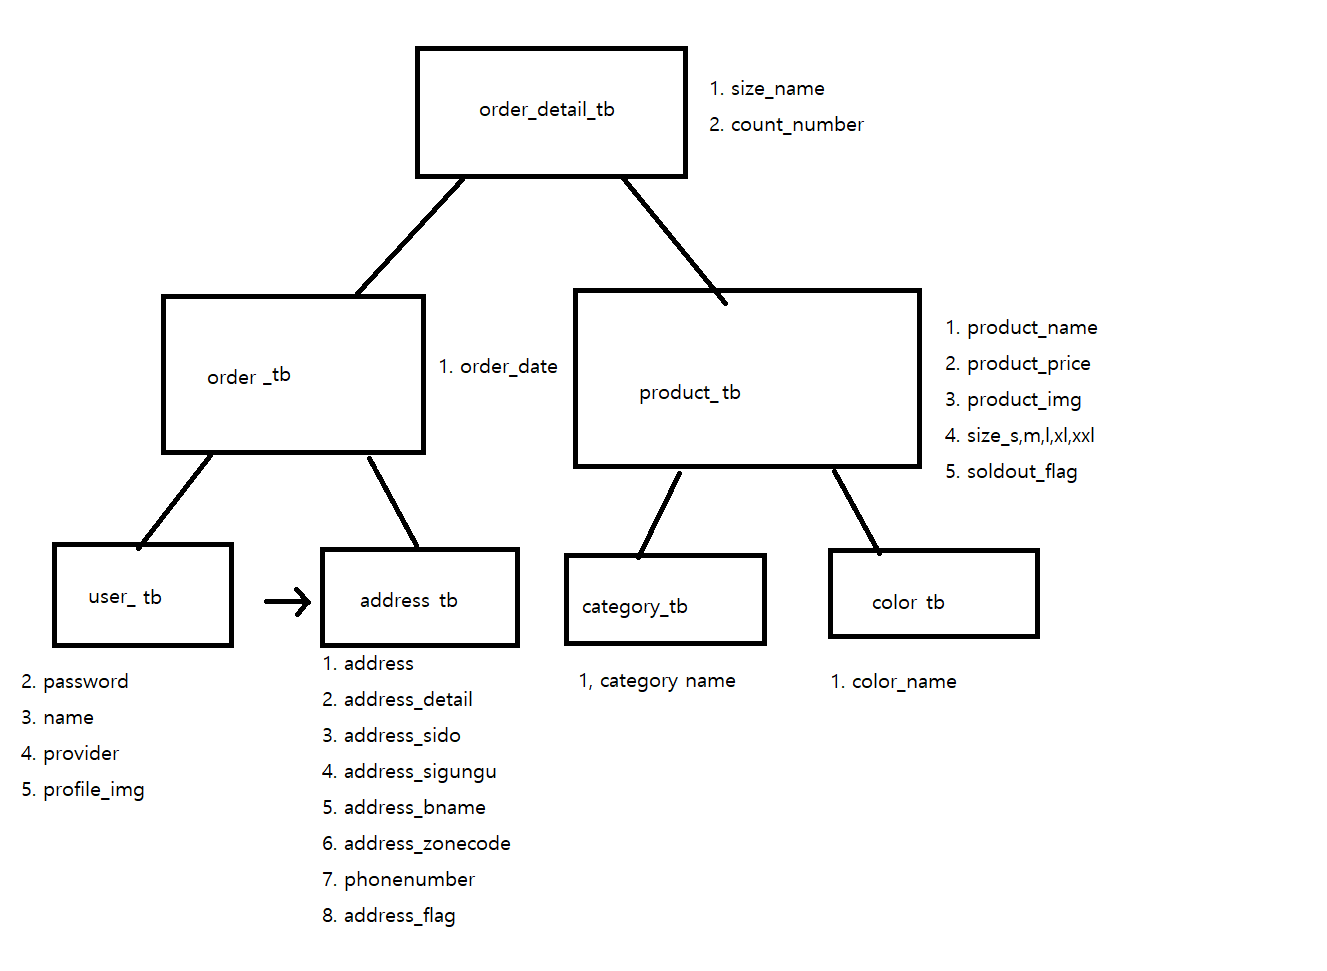 order_detail_tb
1. size_name
2. count_number
order _tb
1. order_date
product_ tb
1. product_name
2. product_price
3. product_img
4. size_s,m,l,xl,xxl
5. soldout_flag
user_ tb
address tb
category_tb
color tb
2. password
3. name
4. provider
5. profile_img
1. address
2. address_detail
3. address_sido
4. address_sigungu
5. address_bname
6. address_zonecode
7. phonenumber
8. address_flag
1, category name
1. color_name